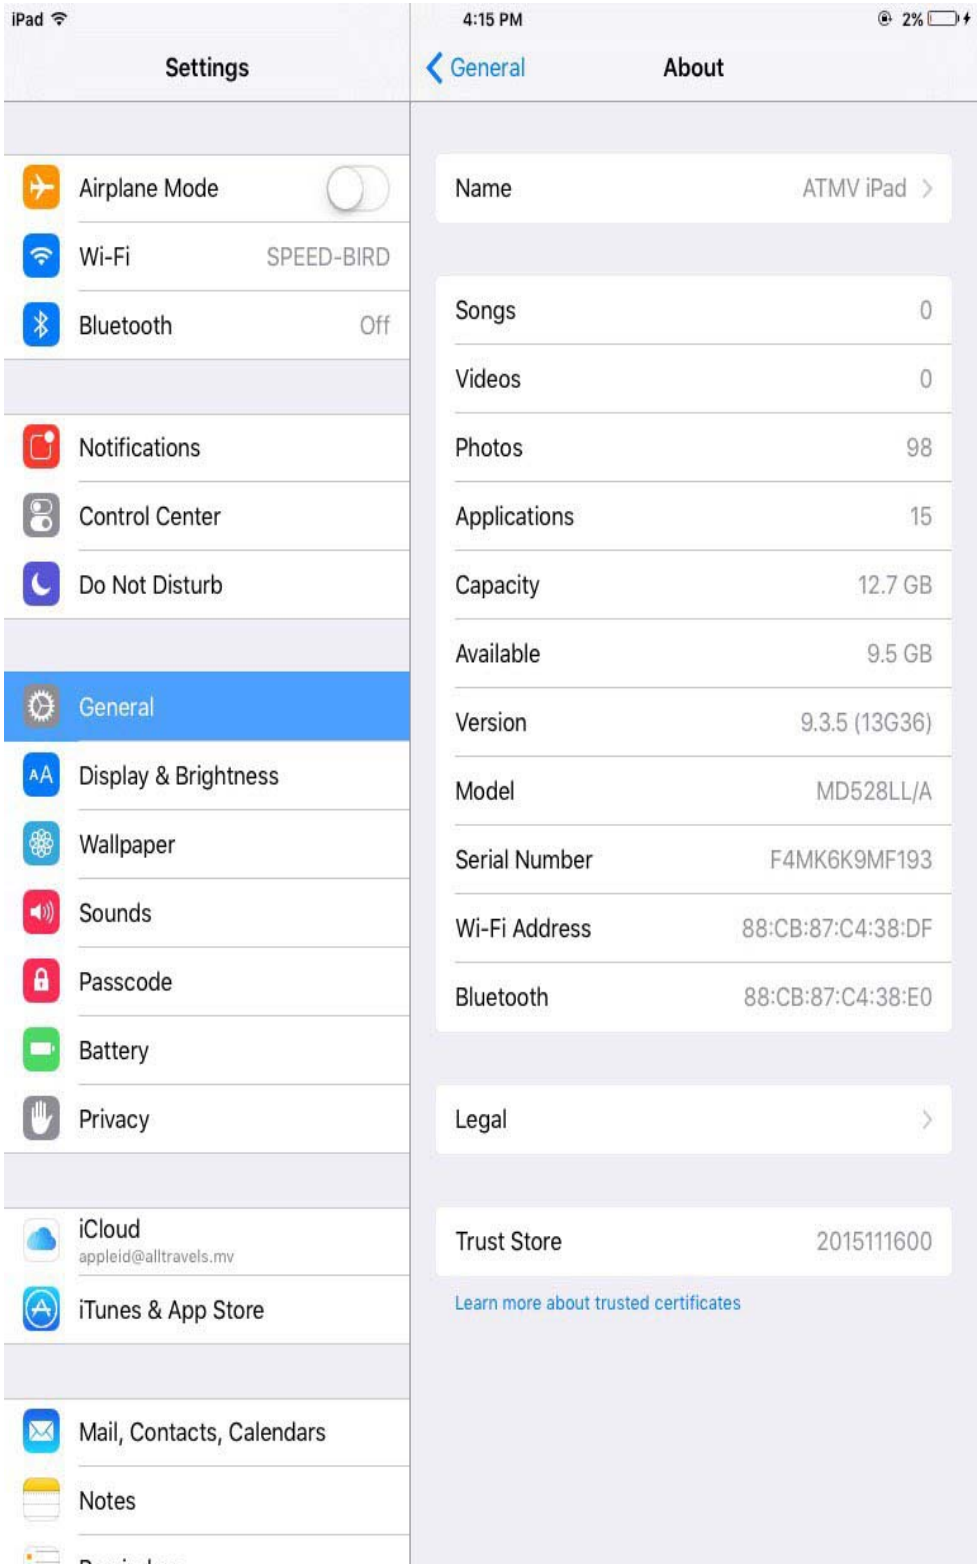 iPad
4:15 PM
2%
Settings
Airplane Mode
Wi-Fi SPEED-BIRD
Bluetooth Off
Notifications
Control Center
Do Not Disturb
General
Display & Brightness
Wallpaper
Sounds
Passcode
Battery
Privacy
iCloud
appleid@alltravels.mv
iTunes & App Store
Mail, Contacts, Calendars
Notes
General
About
Name ATMV iPad
Songs 0
Videos 0
Photos 98
Applications 15
Capacity 12.7 GB
Available 9.5 GB
Version 9.3.5 (13G36)
Model MD528LL/A
Serial Number F4MK6K9MF193
Wi-Fi Address 88:CB:87:C4:38:DF
Bluetooth 88:CB:87:C4:38:E0
Legal
Trust Store 2015111600
Learn more about trusted certificates